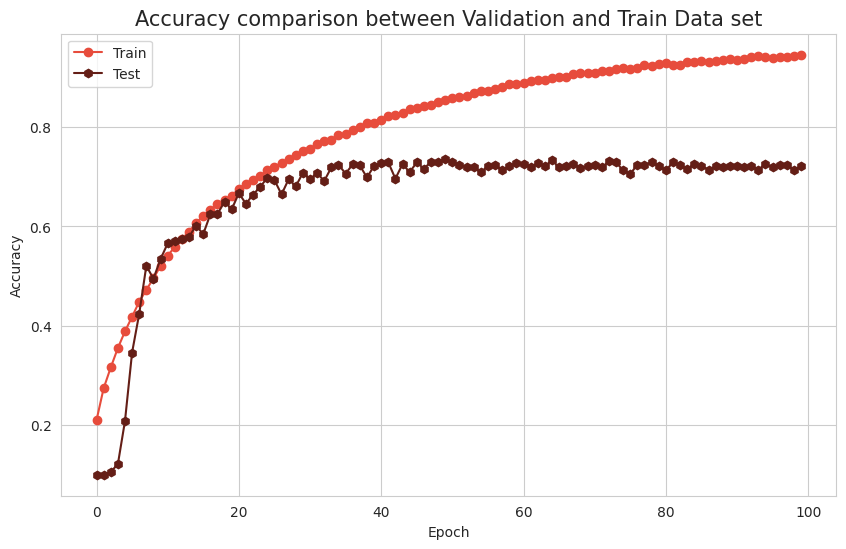 Accuracy comparison between Validation and Train Data set
Train
Test
0.8
0.6
0.4
0.2
Accuracy
0 20 40 60 80 100
Epoch